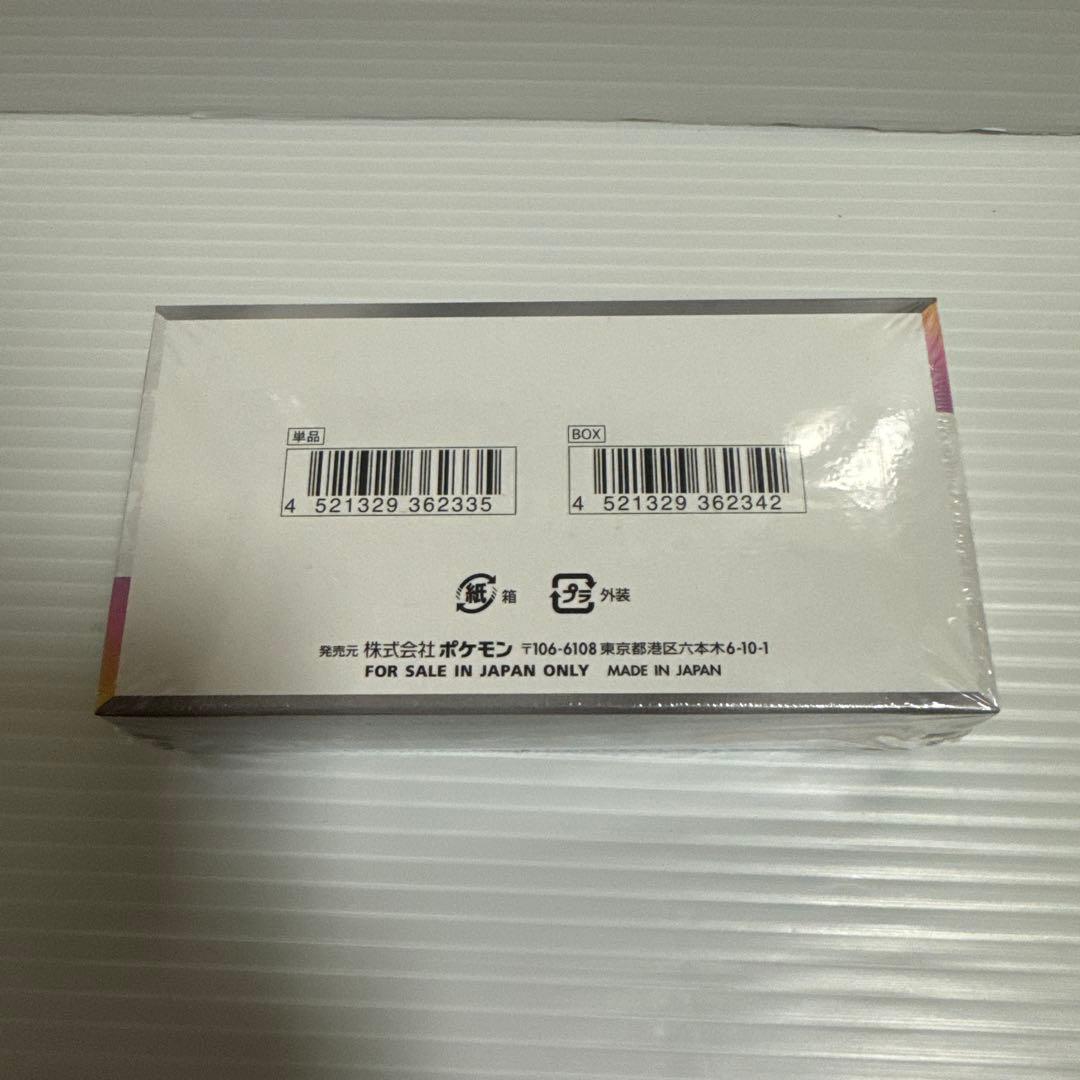 単品
4 521329 362335
BOX
4 521329 362342
紙 箱
プラ 外装
発売元 株式会社 ポケモン 〒106-6108 東京都港区六本木6-10-1
FOR SALE IN JAPAN ONLY MADE IN JAPAN